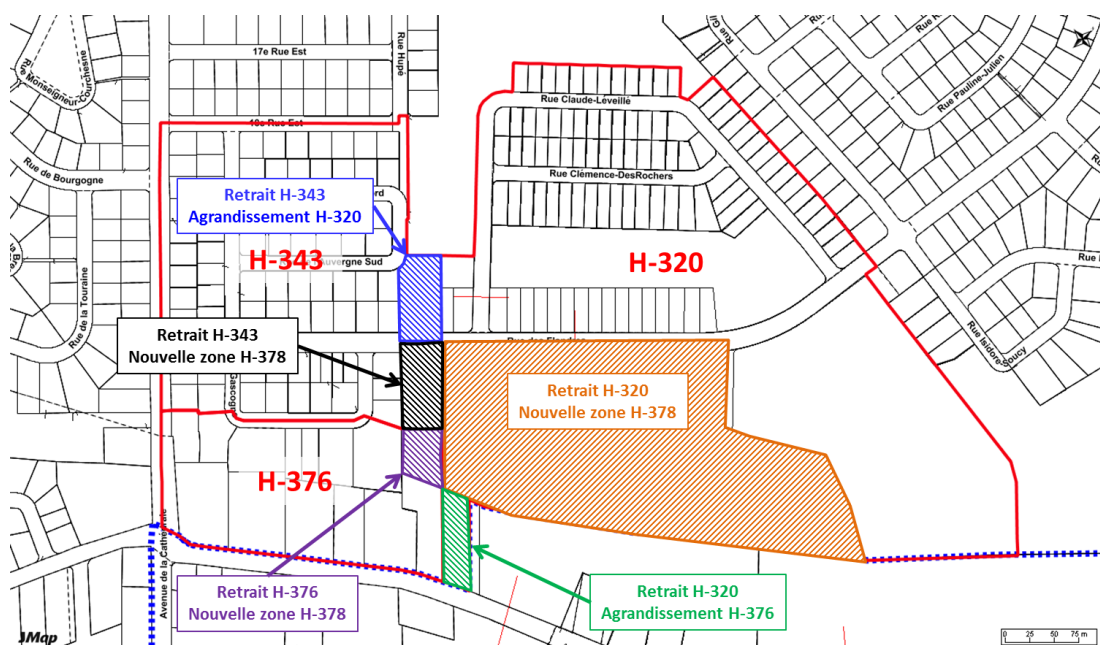 17e Rue Est
Rue Hupé
Rue Monseigneur-Courchesne
Rue Pauline-Julien
Rue Claude-Léveillé
Rue de Bourgogne
Rue Clémence-DesRochers
Retrait H-343
Agrandissement H-320
H-343
Auvergne Sud
H-320
Rue de la Touraine
Rue Isidore-Soucy
Retrait H-343
Nouvelle zone H-378
Retrait H-320
Nouvelle zone H-378
H-376
Avenue de la Cathédrale
Retrait H-376
Nouvelle zone H-378
Retrait H-320
Agrandissement H-376
JMap
0 25 50 75 m